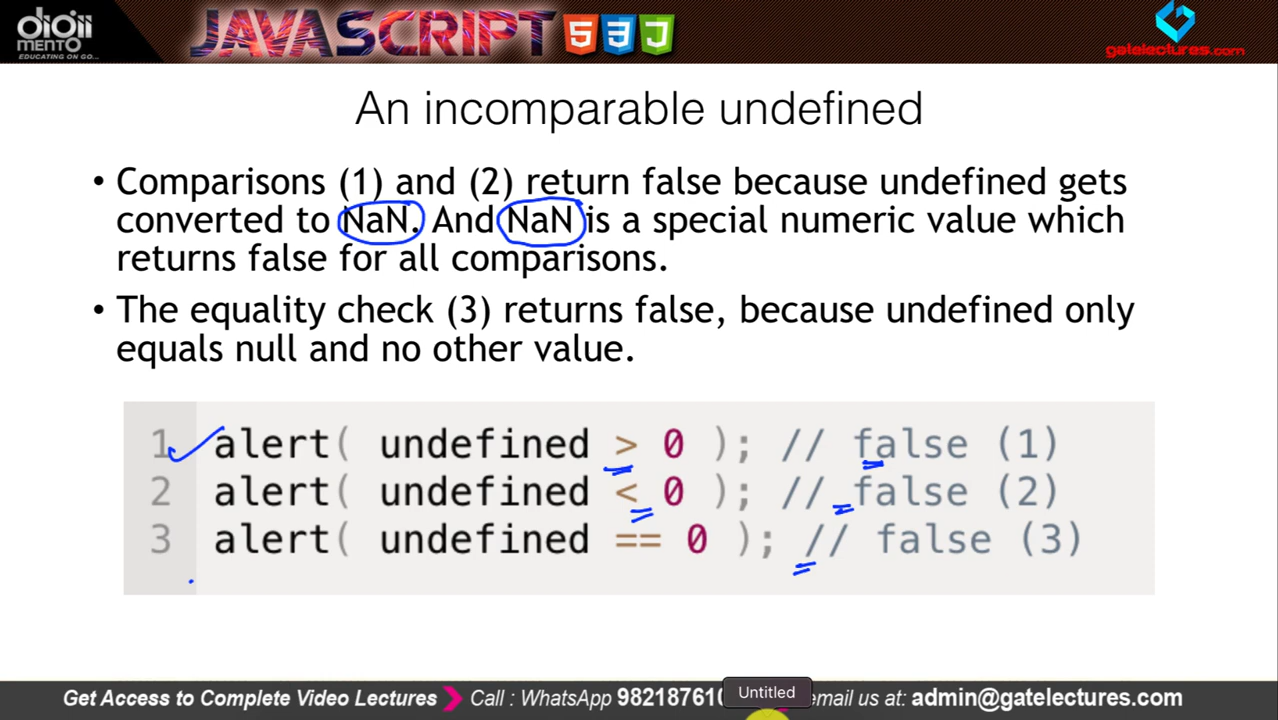 didii
MENTO
EDUCATING ON GO...
JAVASCRIPT
gatelectures.com
An incomparable undefined
• Comparisons (1) and (2) return false because undefined gets
converted to NaN. And NaN is a special numeric value which
returns false for all comparisons.
• The equality check (3) returns false, because undefined only
equals null and no other value.
1 alert( undefined > 0 ); // false (1)
2 alert( undefined < 0 ); // false (2)
3 alert( undefined == 0 ); // false (3)
Get Access to Complete Video Lectures Call : WhatsApp 98218761 Untitled email us at: admin@gatelectures.com